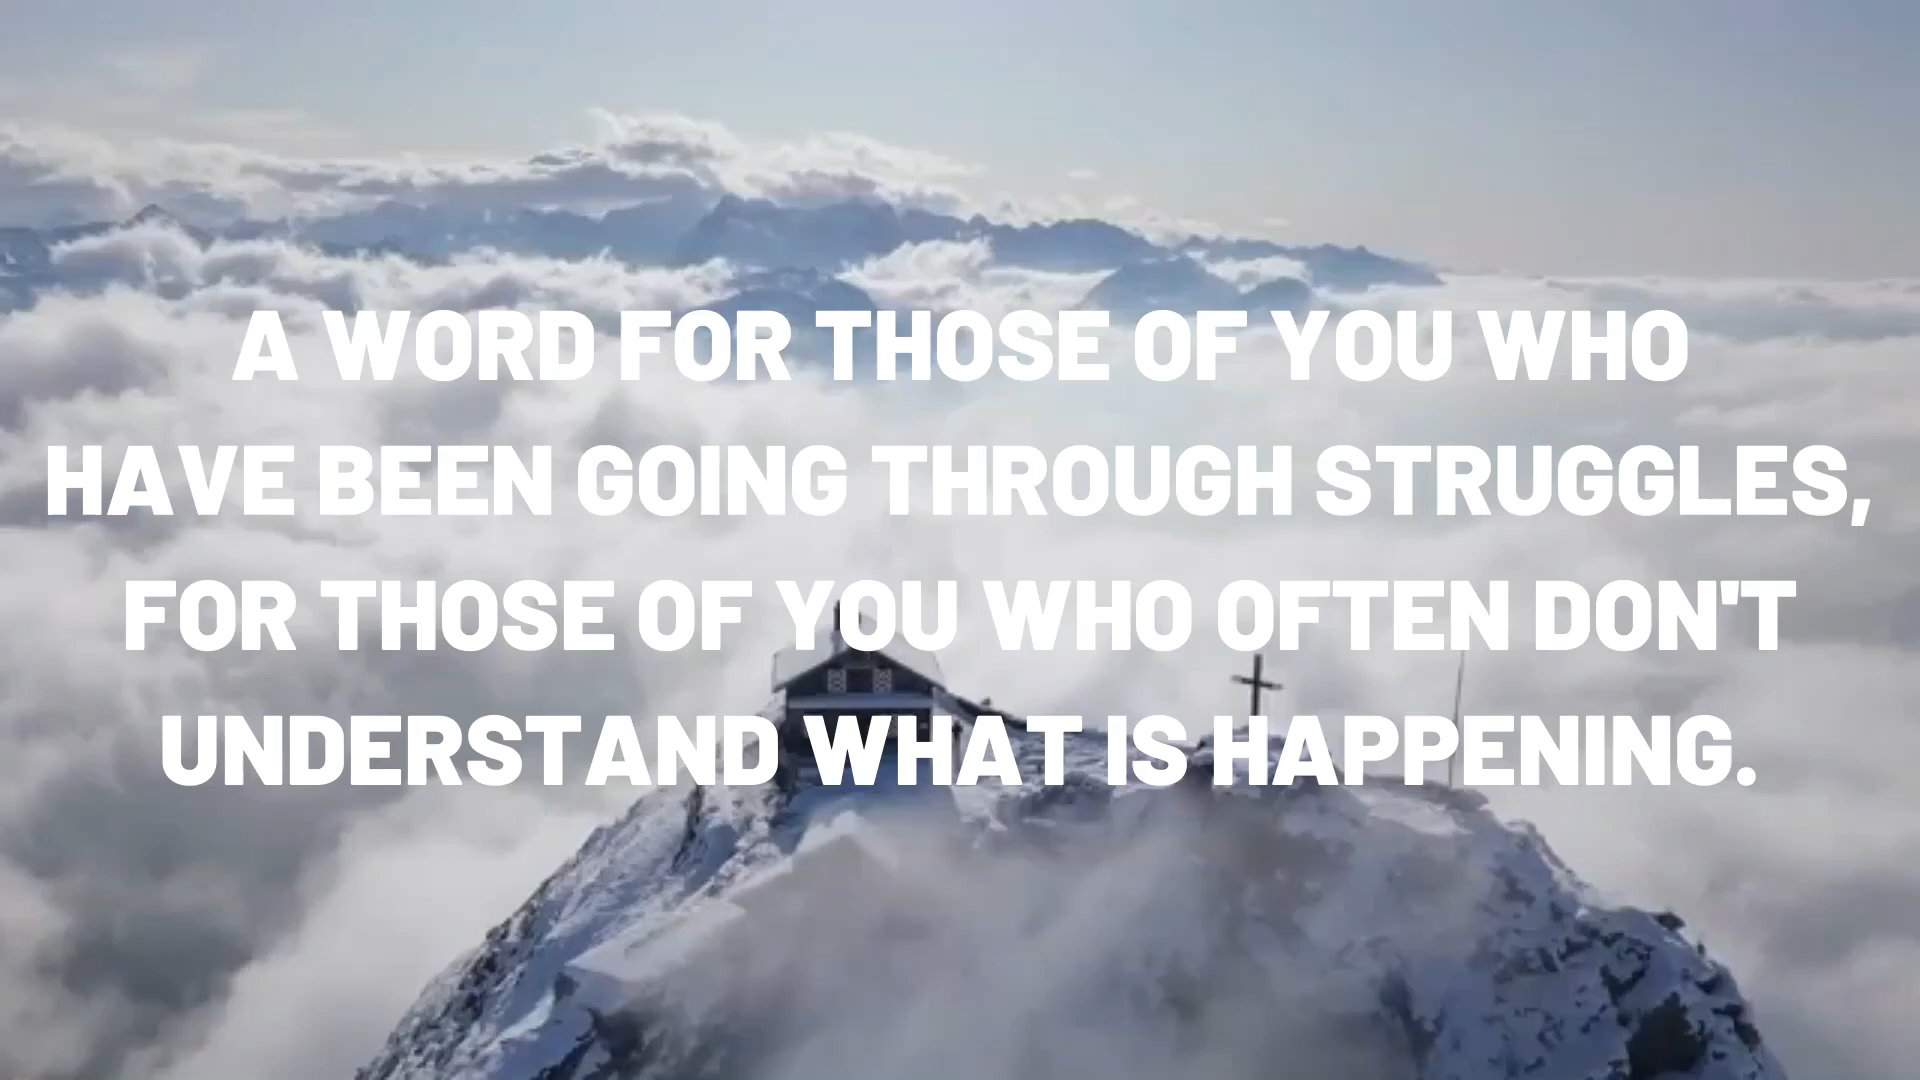 A WORD FOR THOSE OF YOU WHO
HAVE BEEN GOING THROUGH STRUGGLES,
FOR THOSE OF YOU WHO OFTEN DON'T
UNDERSTAND WHAT IS HAPPENING.